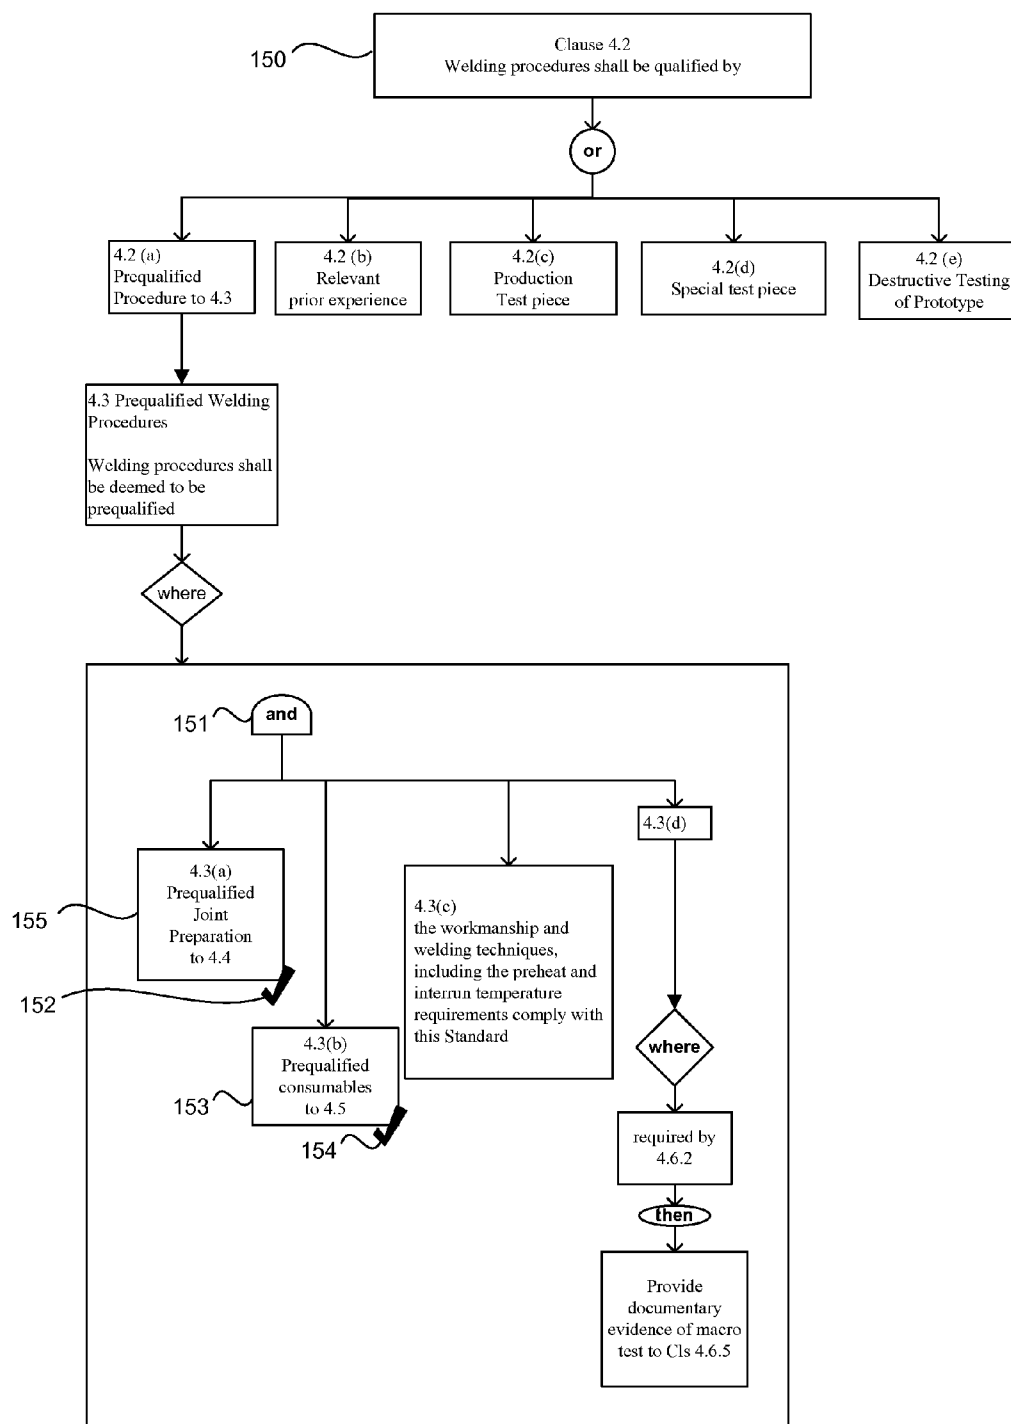 150
Clause 4.2
Welding procedures shall be qualified by
or
4.2 (a)
Prequalified
Procedure to 4.3
4.2 (b)
Relevant
prior experience
4.2(c)
Production
Test piece
4.2(d)
Special test piece
4.2 (e)
Destructive Testing
of Prototype
4.3 Prequalified Welding
Procedures
Welding procedures shall
be deemed to be
prequalified
where
151
and
155
4.3(a)
Prequalified
Joint
Preparation
to 4.4
152
153
4.3(b)
Prequalified
consumables
to 4.5
154
4.3(c)
the workmanship and
welding techniques,
including the preheat and
interrun temperature
requirements comply with
this Standard
4.3(d)
where
required by
4.6.2
then
Provide
documentary
evidence of macro
test to Cls 4.6.5